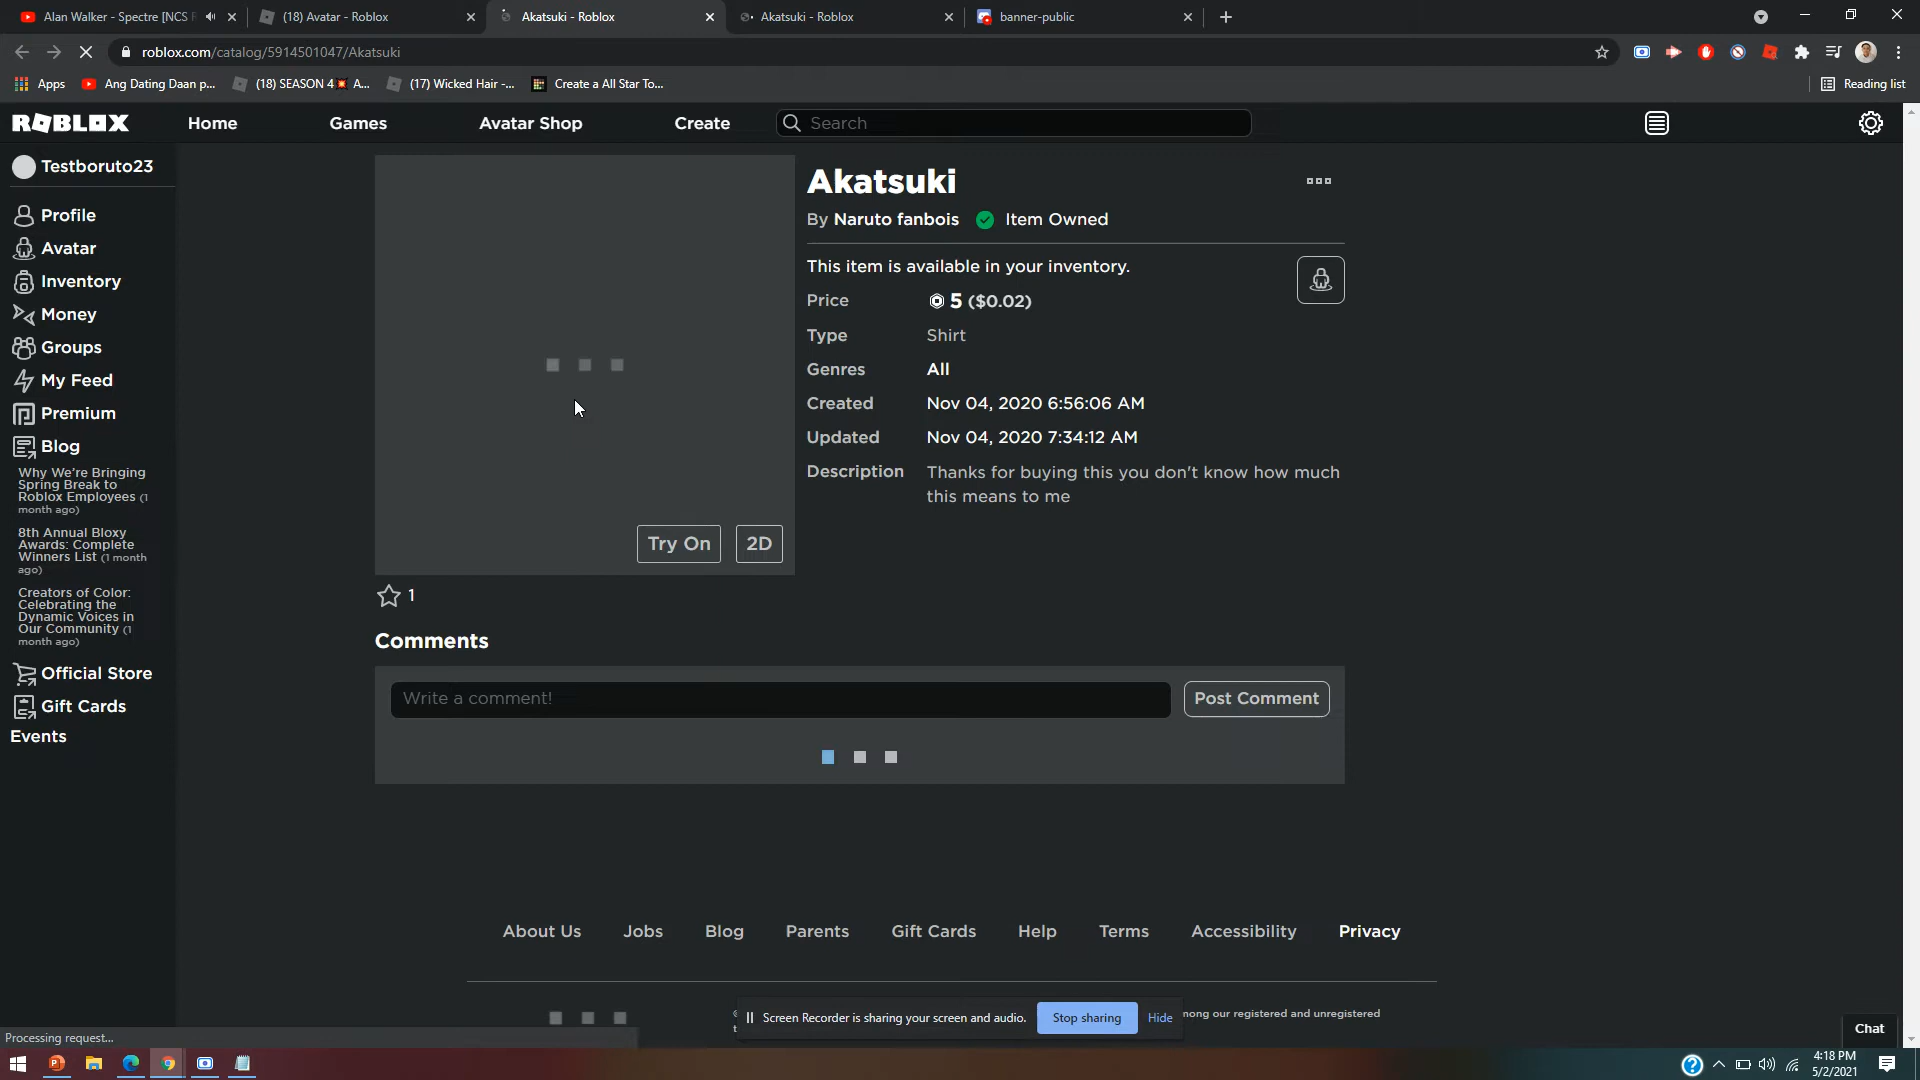 Alan Walker - Spectre [NCS R
(18) Avatar - Roblox
Akatsuki - Roblox
Akatsuki - Roblox
banner-public
roblox.com/catalog/5914501047/Akatsuki
Apps
Ang Dating Daan p...
(18) SEASON 4💥 A...
(17) Wicked Hair -...
Create a All Star To...
Reading list
ROBLOX
Home
Games
Avatar Shop
Create
Search
Testboruto23
Profile
Avatar
Inventory
Money
Groups
My Feed
Premium
Blog
Why We're Bringing
Spring Break to
Roblox Employees (1
month ago)
8th Annual Bloxy
Awards: Complete
Winners List (1 month
ago)
Creators of Color:
Celebrating the
Dynamic Voices in
Our Community (1
month ago)
Official Store
Gift Cards
Events
Akatsuki
By Naruto fanbois Item Owned
This item is available in your inventory.
Price 5 ($0.02)
Type Shirt
Genres All
Created Nov 04, 2020 6:56:06 AM
Updated Nov 04, 2020 7:34:12 AM
Description Thanks for buying this you don't know how much
this means to me
Try On
2D
1
Comments
Write a comment!
Post Comment
About Us
Jobs
Blog
Parents
Gift Cards
Help
Terms
Accessibility
Privacy
Screen Recorder is sharing your screen and audio.
Stop sharing
Hide
mong our registered and unregistered
Chat
Processing request...
4:18 PM
5/2/2021